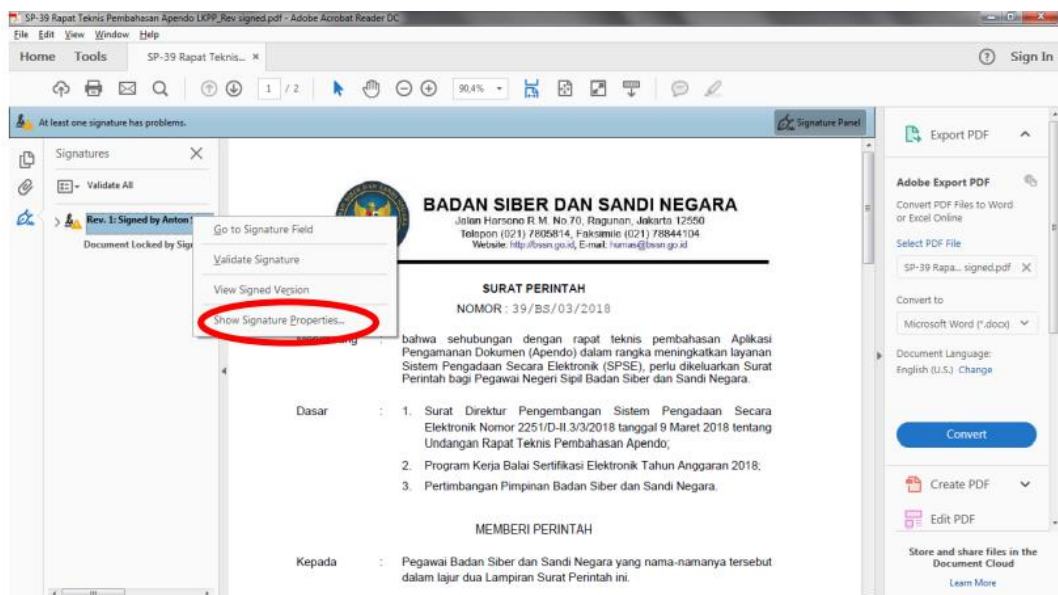 SP-39 Rapat Teknis Pembahasan Apendo LKPP_Rev signed.pdf - Adobe Acrobat Reader DC
File Edit View Window Help
Home Tools SP-39 Rapat Teknis... × ? Sign In
1 / 2 90,4%
At least one signature has problems. Signature Panel
Signatures ×
Validate All
Rev. 1: Signed by Anton
Document Locked by Sig
Go to Signature Field
Validate Signature
View Signed Version
Show Signature Properties...
BADAN SIBER DAN SANDI NEGARA
Jalan Harsono R.M. No.70, Ragunan, Jakarta 12550
Telepon (021) 7805814, Faksimile (021) 78844104
Website: http://bssn.go.id, E-mail: humas@bssn.go.id
SURAT PERINTAH
NOMOR : 39/BS/03/2018
: bahwa sehubungan dengan rapat teknis pembahasan Aplikasi
Pengamanan Dokumen (Apendo) dalam rangka meningkatkan layanan
Sistem Pengadaan Secara Elektronik (SPSE), perlu dikeluarkan Surat
Perintah bagi Pegawai Negeri Sipil Badan Siber dan Sandi Negara.
Dasar : 1. Surat Direktur Pengembangan Sistem Pengadaan Secara
Elektronik Nomor 2251/D-II.3/3/2018 tanggal 9 Maret 2018 tentang
Undangan Rapat Teknis Pembahasan Apendo;
2. Program Kerja Balai Sertifikasi Elektronik Tahun Anggaran 2018;
3. Pertimbangan Pimpinan Badan Siber dan Sandi Negara.
MEMBERI PERINTAH
Kepada : Pegawai Badan Siber dan Sandi Negara yang nama-namanya tersebut
dalam lajur dua Lampiran Surat Perintah ini.
Export PDF
Adobe Export PDF
Convert PDF Files to Word
or Excel Online
Select PDF File
SP-39 Rapa... signed.pdf ×
Convert to
Microsoft Word (*.docx)
Document Language:
English (U.S.) Change
Convert
Create PDF
Edit PDF
Store and share files in the
Document Cloud
Learn More